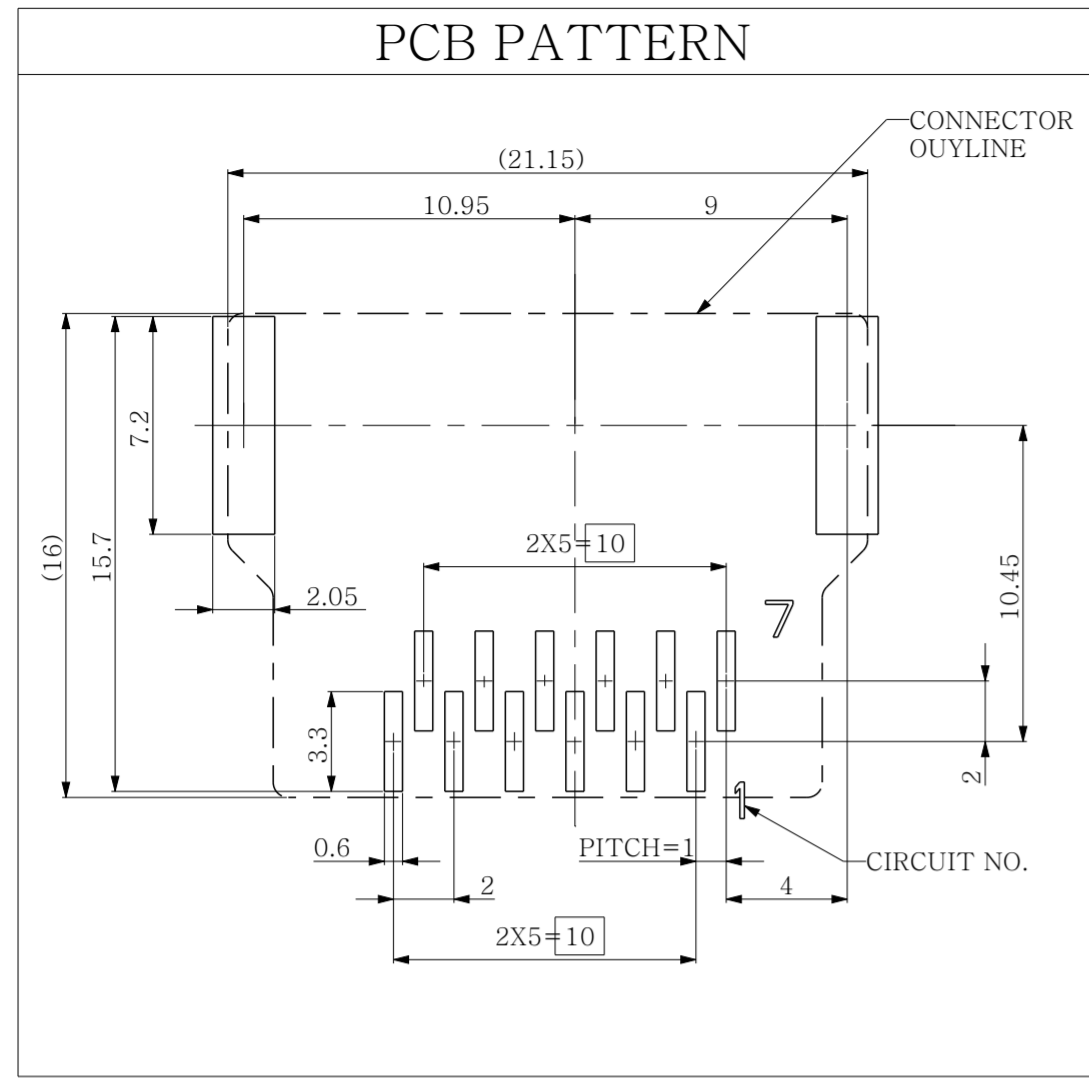 PCB PATTERN
CONNECTOR
OUYLINE
(21.15)
10.95
9
7.2
(16)
15.7
2X5=10
10.45
2.05
7
3.3
2
1
0.6
PITCH=1
CIRCUIT NO.
2
4
2X5=10